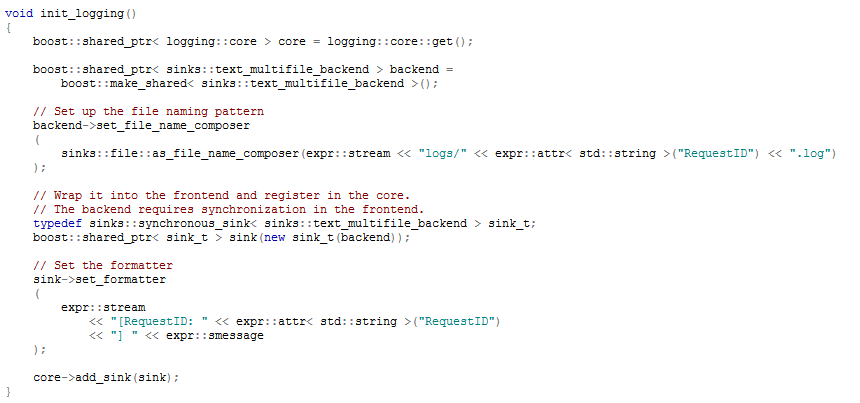 void init_logging()
{
    boost::shared_ptr< logging::core > core = logging::core::get();

    boost::shared_ptr< sinks::text_multifile_backend > backend =
        boost::make_shared< sinks::text_multifile_backend >();

    // Set up the file naming pattern
    backend->set_file_name_composer
    (
        sinks::file::as_file_name_composer(expr::stream << "logs/" << expr::attr< std::string >("RequestID") << ".log")
    );

    // Wrap it into the frontend and register in the core.
    // The backend requires synchronization in the frontend.
    typedef sinks::synchronous_sink< sinks::text_multifile_backend > sink_t;
    boost::shared_ptr< sink_t > sink(new sink_t(backend));

    // Set the formatter
    sink->set_formatter
    (
        expr::stream
            << "[RequestID: " << expr::attr< std::string >("RequestID")
            << "] " << expr::smessage
    );

    core->add_sink(sink);
}